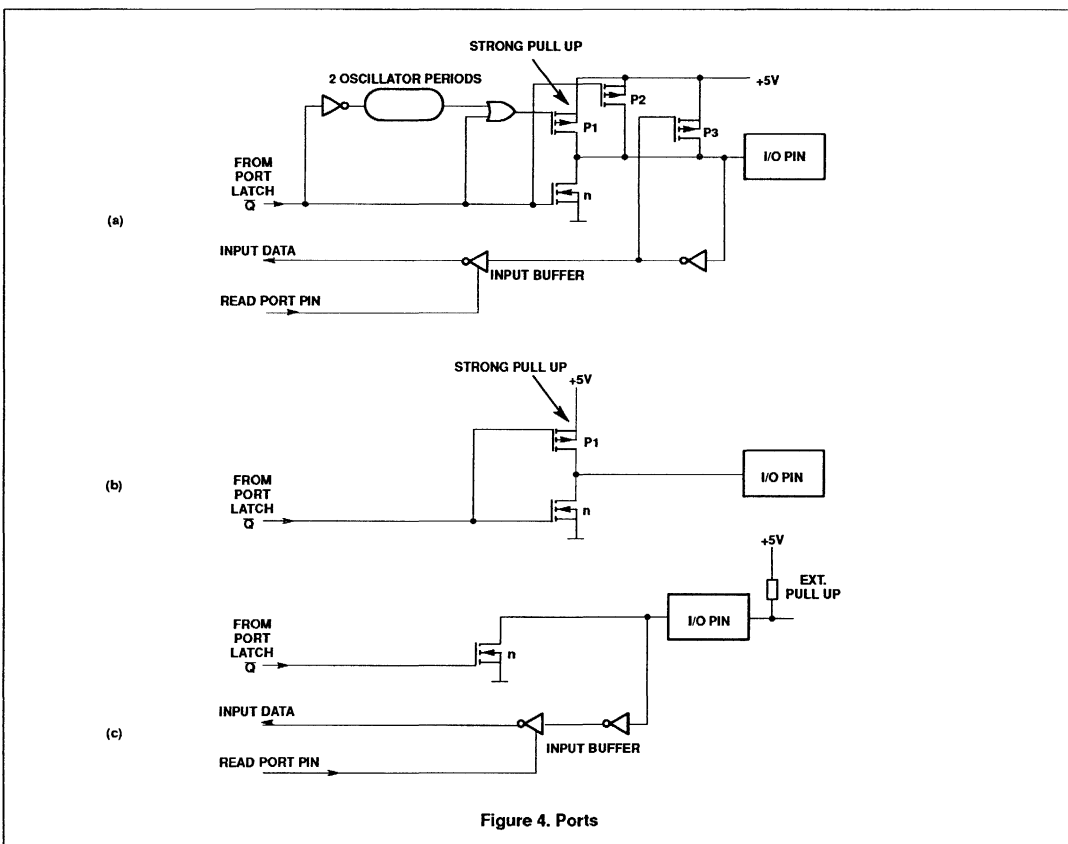 STRONG PULL UP
2 OSCILLATOR PERIODS
+5V
P2
P1
P3
I/O PIN
FROM
PORT
LATCH
Q̅
n
(a)
INPUT DATA
INPUT BUFFER
READ PORT PIN
STRONG PULL UP
+5V
P1
I/O PIN
(b)
FROM
PORT
LATCH
Q̅
n
+5V
EXT.
PULL UP
I/O PIN
FROM
PORT
LATCH
Q̅
n
INPUT DATA
(c)
INPUT BUFFER
READ PORT PIN
Figure 4. Ports